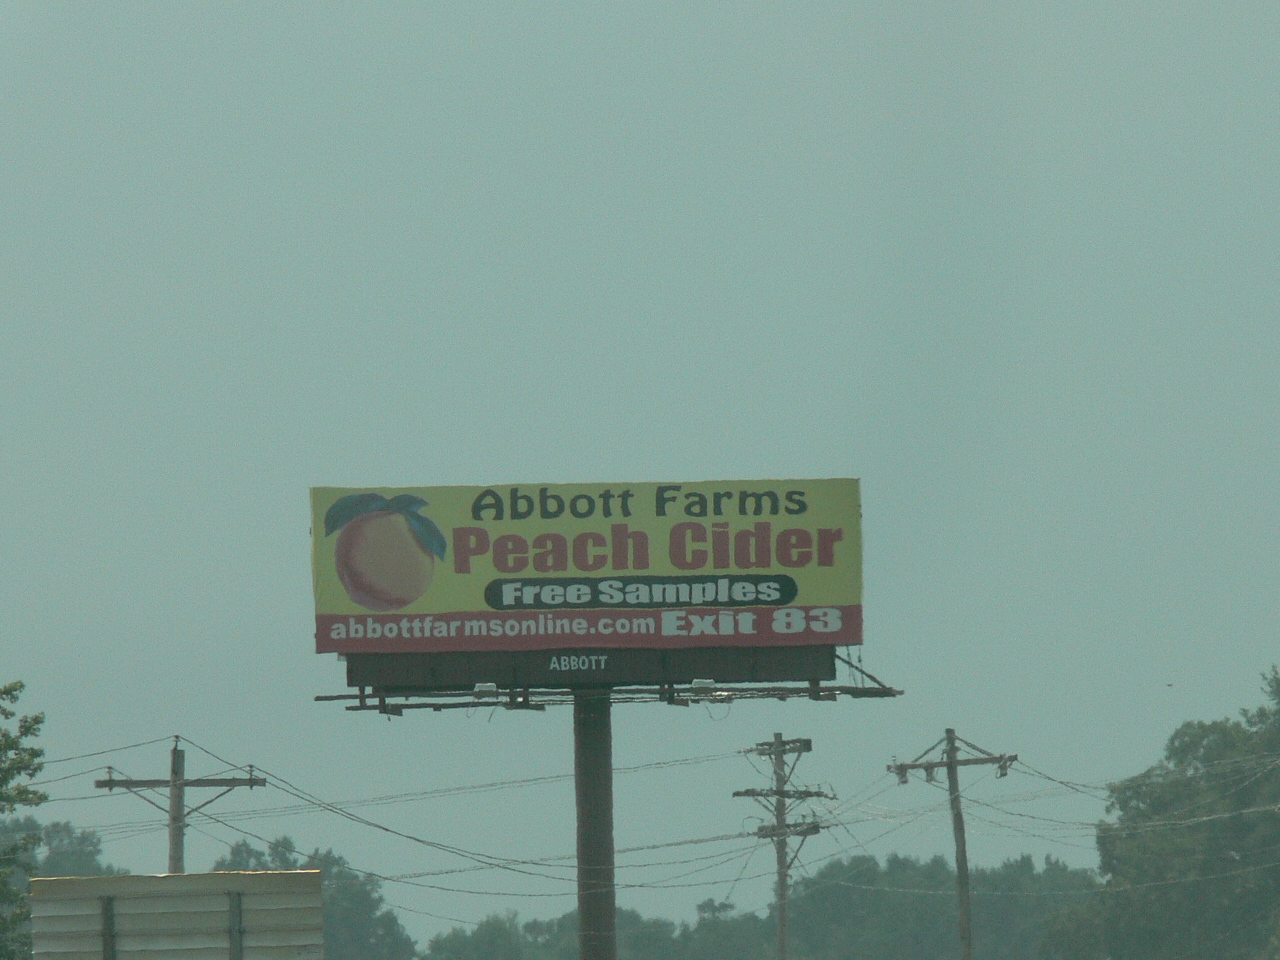 Abbott Farms
Peach Cider
Free Samples
abbottfarmsonline.com Exit 83
ABBOTT